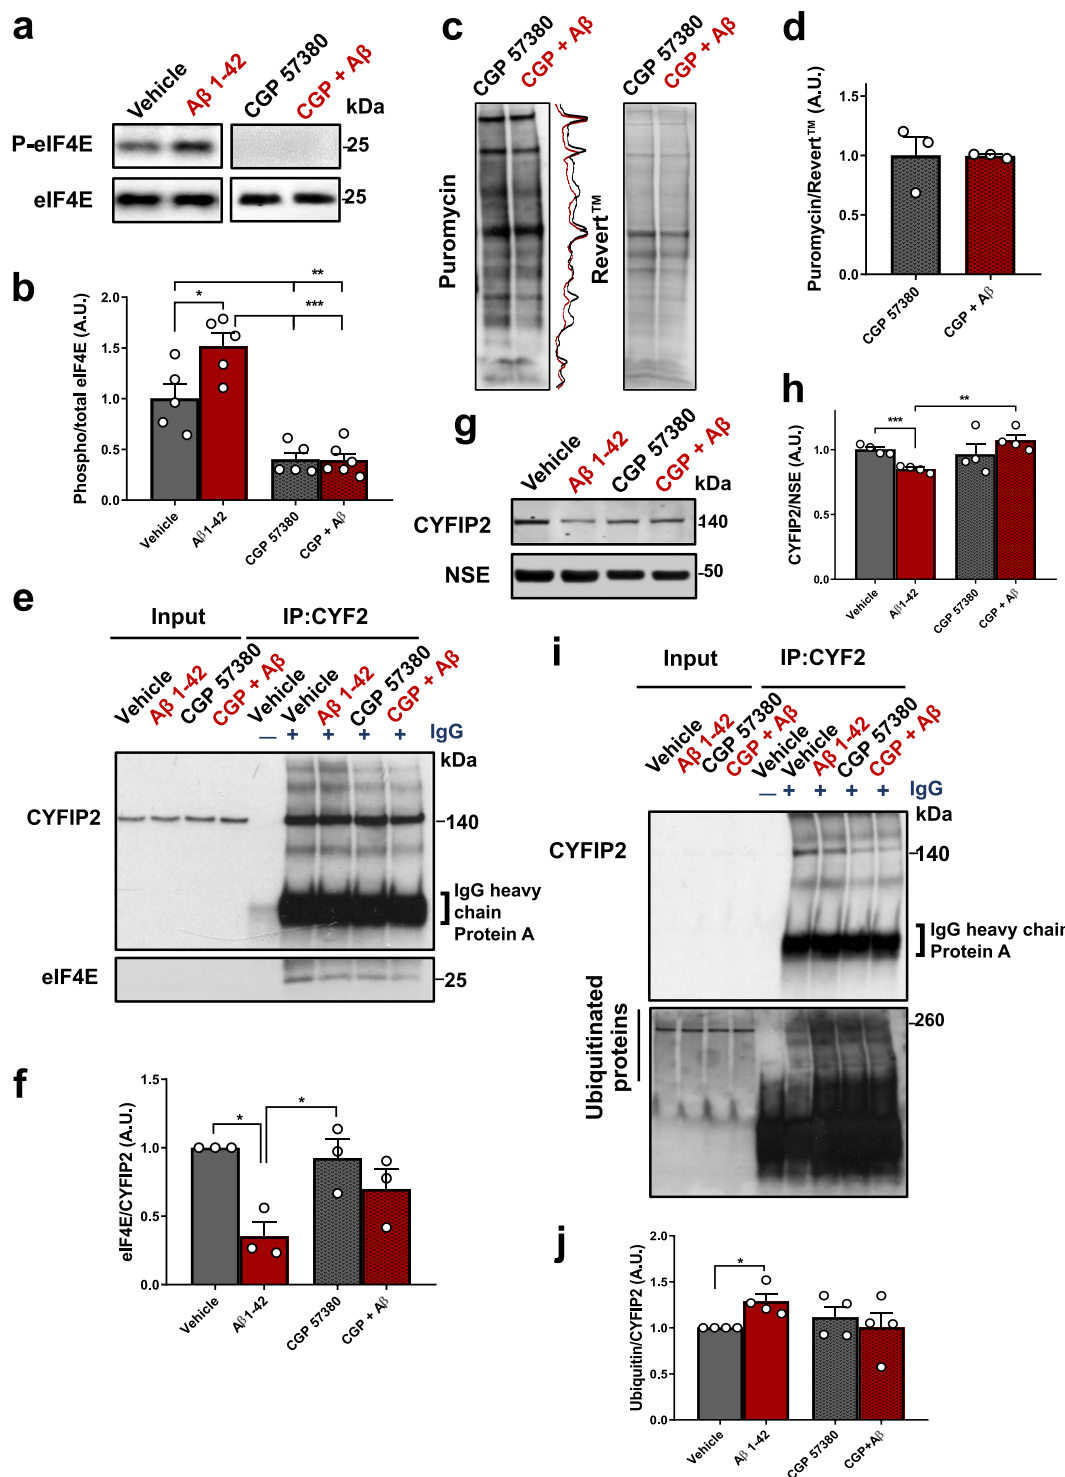 a
Vehicle
Aβ 1-42
CGP 57380
CGP + Aβ
kDa
P-eIF4E
-25
eIF4E
-25
b
Phospho/total eIF4E (A.U.)
2.0
1.5
1.0
0.5
0.0
*
**
***
Vehicle
Aβ1-42
CGP 57380
CGP + Aβ
c
CGP 57380
CGP + Aβ
CGP 57380
CGP + Aβ
Puromycin
Revert™
d
Puromycin/Revert™ (A.U.)
1.5
1.0
0.5
0.0
CGP 57380
CGP + Aβ
g
Vehicle
Aβ 1-42
CGP 57380
CGP + Aβ
kDa
CYFIP2
140
NSE
-50
h
CYFIP2/NSE (A.U.)
1.0
0.5
0.0
***
**
Vehicle
Aβ1-42
CGP 57380
CGP + Aβ
e
Input
IP:CYF2
Vehicle
Aβ 1-42
CGP 57380
CGP + Aβ
Vehicle
Vehicle
Aβ 1-42
CGP 57380
CGP + Aβ
— + + + + IgG
kDa
CYFIP2
-140
IgG heavy
chain
Protein A
eIF4E
-25
f
eIF4E/CYFIP2 (A.U.)
1.5
1.0
0.5
0.0
*
*
Vehicle
Aβ1-42
CGP 57380
CGP + Aβ
i
Input
IP:CYF2
Vehicle
Aβ 1-42
CGP 57380
CGP + Aβ
Vehicle
Vehicle
Aβ 1-42
CGP 57380
CGP + Aβ
— + + + + IgG
kDa
CYFIP2
-140
IgG heavy chain
Protein A
Ubiquitinated
proteins
-260
j
Ubiquitin/CYFIP2 (A.U.)
2.0
1.5
1.0
0.5
0.0
*
Vehicle
Aβ 1-42
CGP 57380
CGP+Aβ